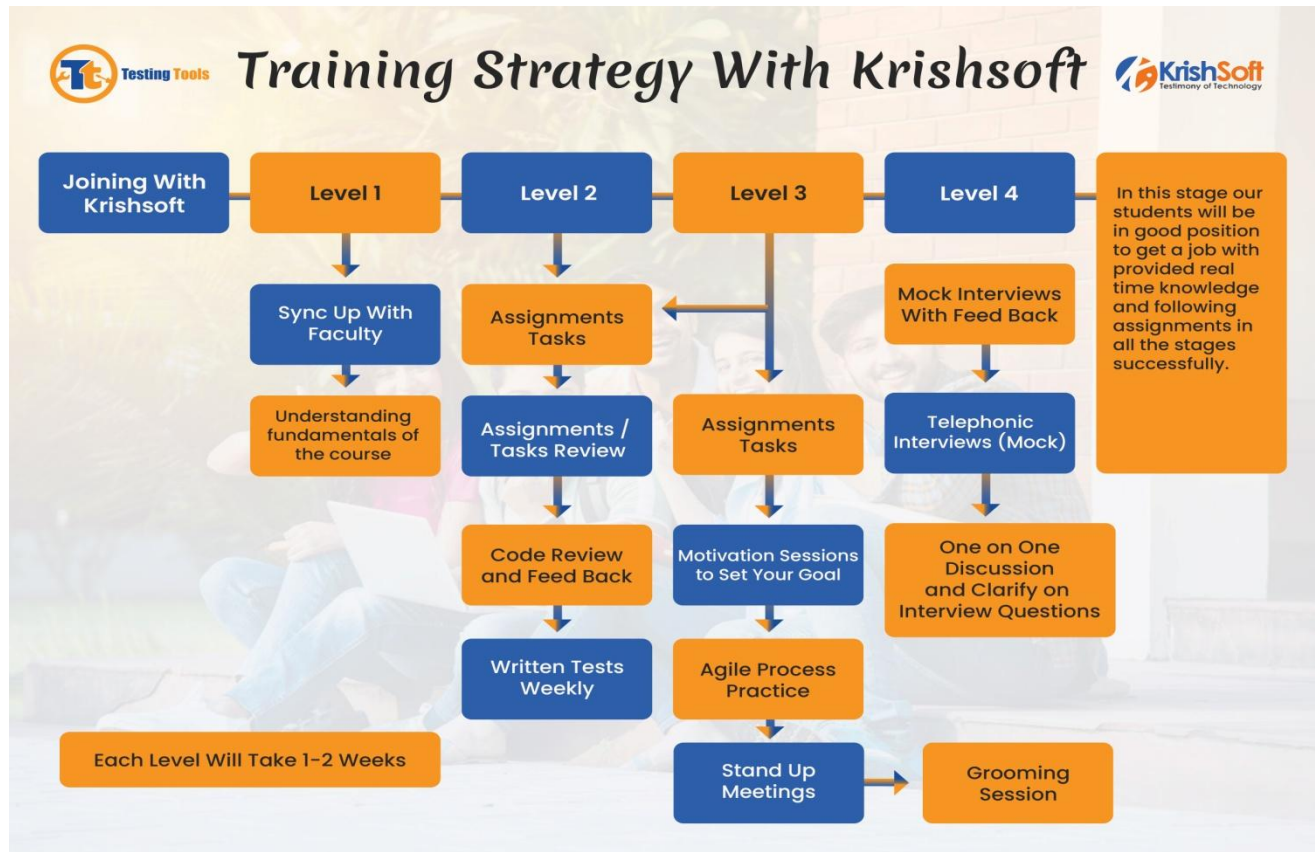 Tt
Testing Tools
Training Strategy With Krishsoft
KrishSoft
Testimony of Technology
Joining With
Krishsoft
Level 1
Level 2
Level 3
Level 4
In this stage our
students will be
in good position
to get a job with
provided real
time knowledge
and following
assignments in
all the stages
successfully.
Sync Up With
Faculty
Understanding
fundamentals of
the course
Assignments
Tasks
Assignments /
Tasks Review
Code Review
and Feed Back
Written Tests
Weekly
Assignments
Tasks
Motivation Sessions
to Set Your Goal
Agile Process
Practice
Stand Up
Meetings
Grooming
Session
Mock Interviews
With Feed Back
Telephonic
Interviews (Mock)
One on One
Discussion
and Clarify on
Interview Questions
Each Level Will Take 1-2 Weeks